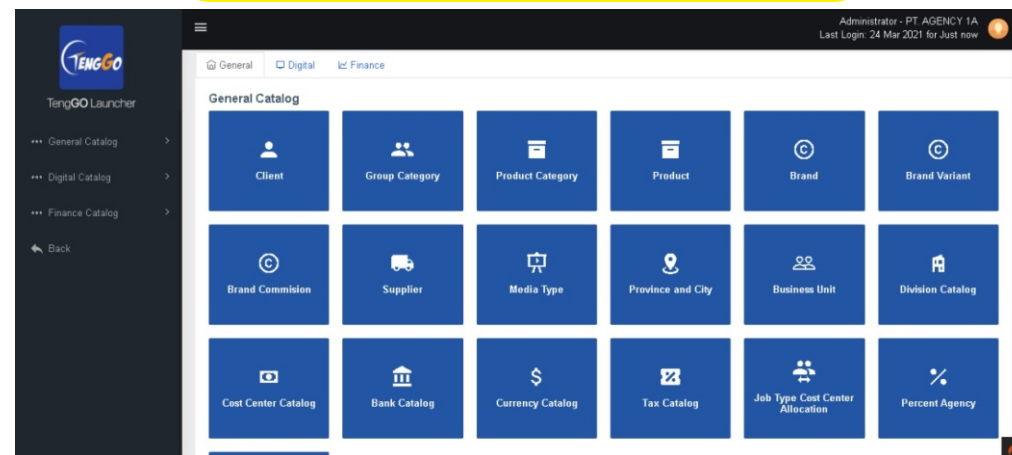 Administrator - PT. AGENCY 1A
Last Login: 24 Mar 2021 for Just now
TENGGO
TengGO Launcher
General Catalog
Digital Catalog
Finance Catalog
Back
General Digital Finance
General Catalog
Client
Group Category
Product Category
Product
Brand
Brand Variant
Brand Commision
Supplier
Media Type
Province and City
Business Unit
Division Catalog
Cost Center Catalog
Bank Catalog
Currency Catalog
Tax Catalog
Job Type Cost Center
Allocation
Percent Agency